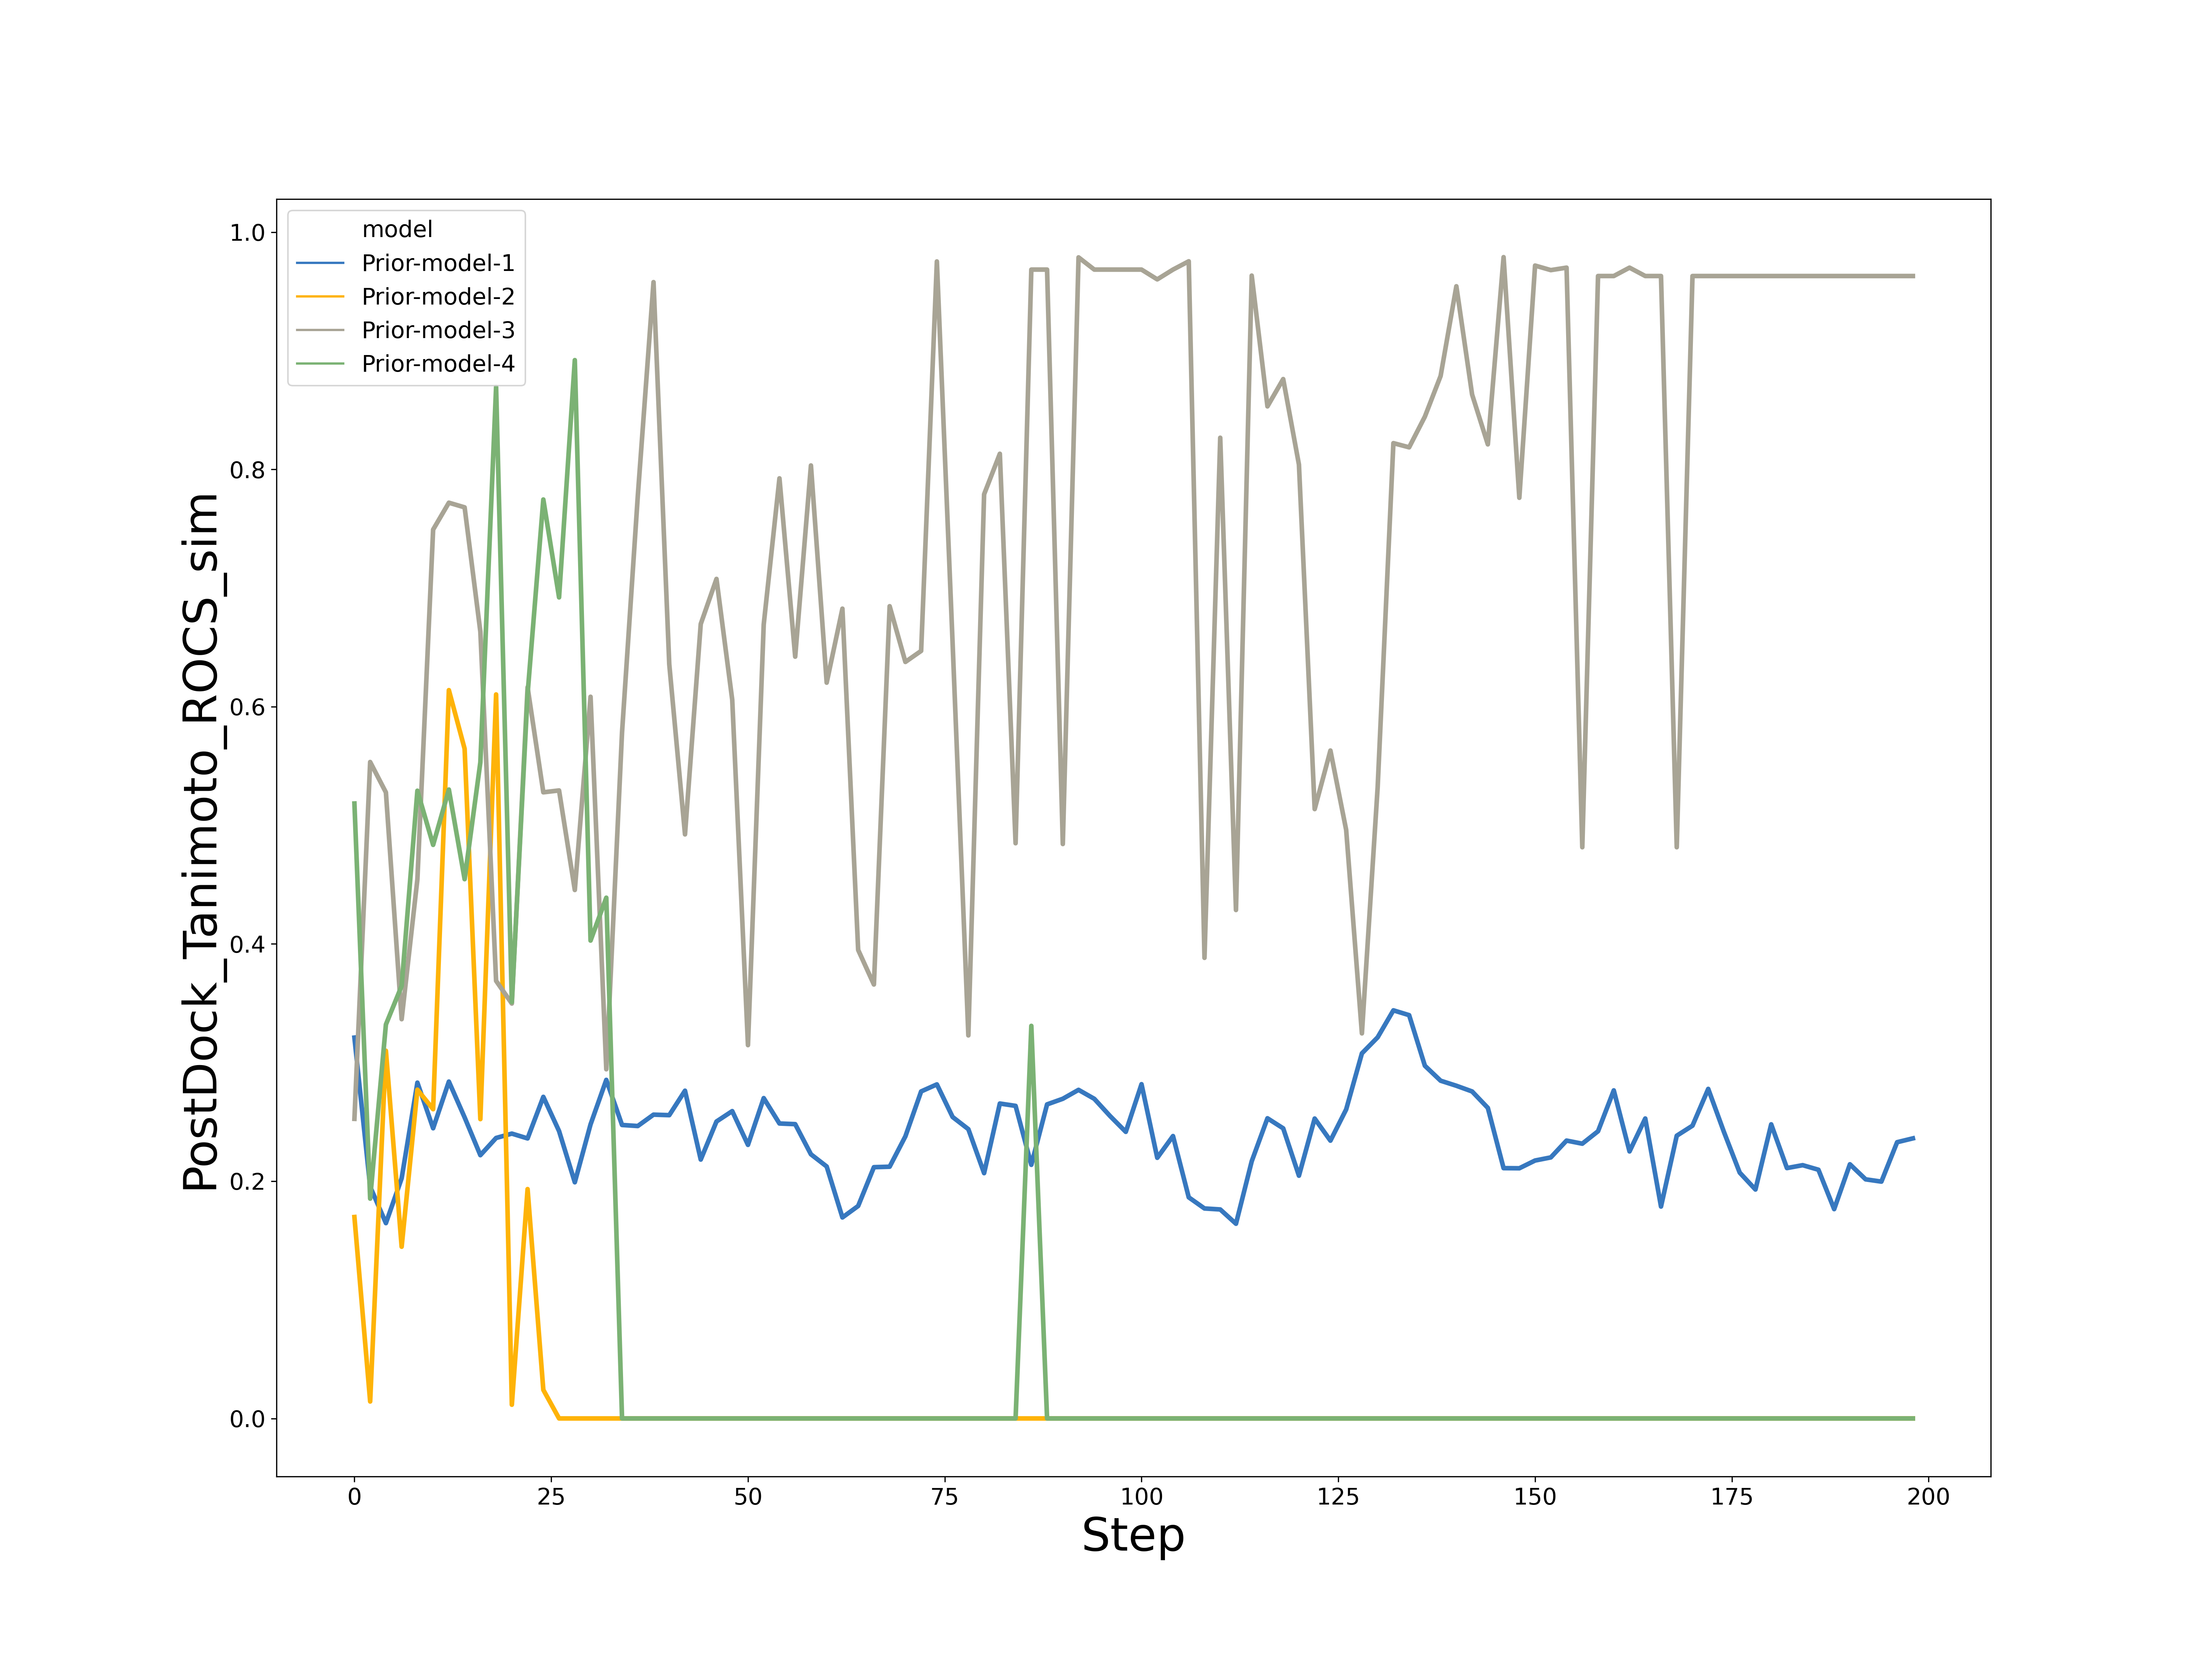 model
Prior-model-1
Prior-model-2
Prior-model-3
Prior-model-4
PostDock_Tanimoto_ROCS_sim
1.0
0.8
0.6
0.4
0.2
0.0
0 25 50 75 100 125 150 175 200
Step